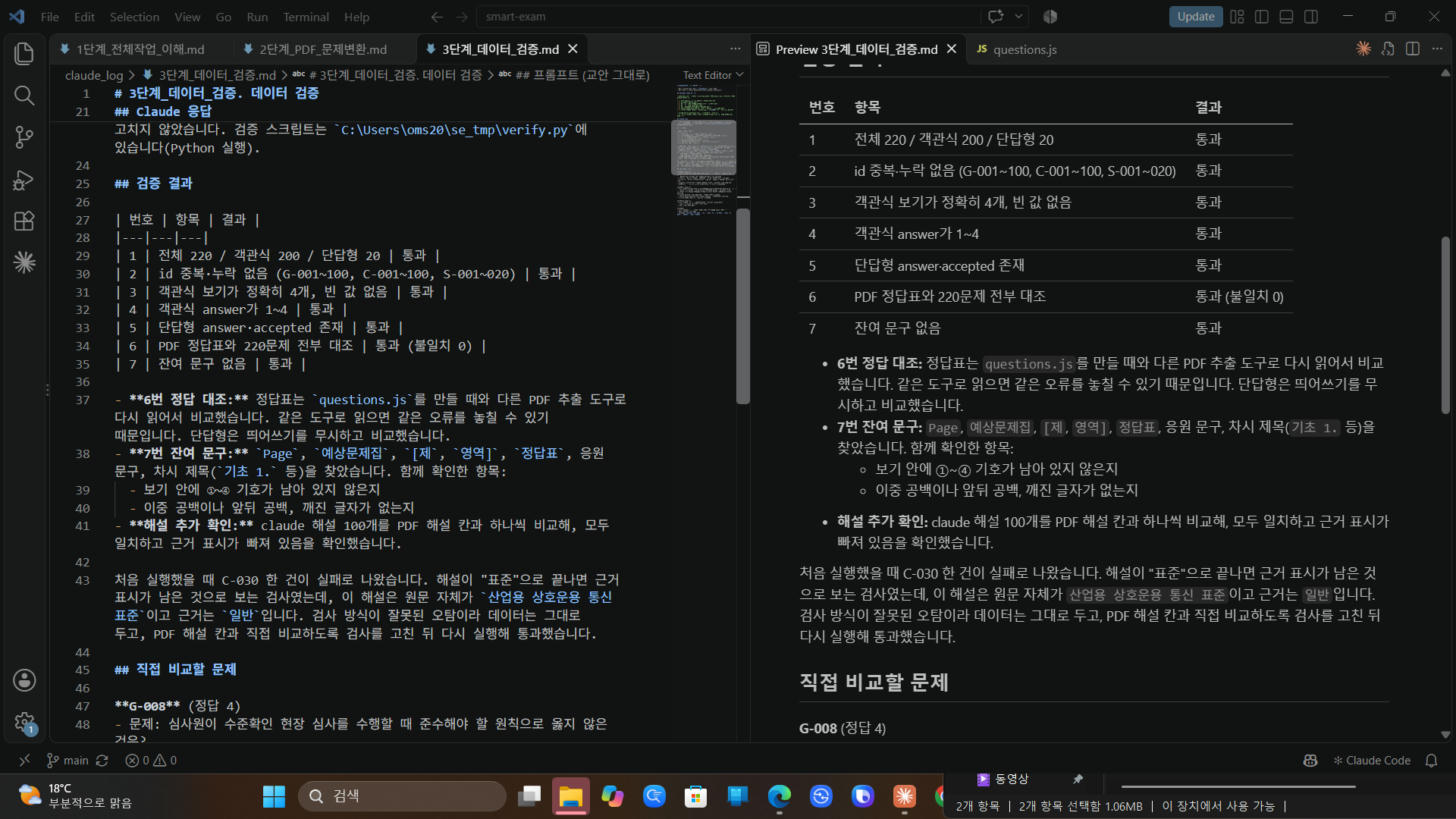 File Edit Selection View Go Run Terminal Help
smart-exam
Update
1단계_전체작업_이해.md
2단계_PDF_문제변환.md
3단계_데이터_검증.md
claude_log > 3단계_데이터_검증.md > abc # 3단계_데이터_검증. 데이터 검증 > abc ## 프롬프트 (교안 그대로)
Text Editor
1 # 3단계_데이터_검증. 데이터 검증
21 ## Claude 응답
고치지 않았습니다. 검증 스크립트는 `C:\Users\oms20\se_tmp\verify.py`에
있습니다(Python 실행).
24
25 ## 검증 결과
26
27 | 번호 | 항목 | 결과 |
28 |---|---|---|
29 | 1 | 전체 220 / 객관식 200 / 단답형 20 | 통과 |
30 | 2 | id 중복·누락 없음 (G-001~100, C-001~100, S-001~020) | 통과 |
31 | 3 | 객관식 보기가 정확히 4개, 빈 값 없음 | 통과 |
32 | 4 | 객관식 answer가 1~4 | 통과 |
33 | 5 | 단답형 answer·accepted 존재 | 통과 |
34 | 6 | PDF 정답표와 220문제 전부 대조 | 통과 (불일치 0) |
35 | 7 | 잔여 문구 없음 | 통과 |
36
37 - **6번 정답 대조:** 정답표는 `questions.js`를 만들 때와 다른 PDF 추출 도구로
다시 읽어서 비교했습니다. 같은 도구로 읽으면 같은 오류를 놓칠 수 있기
때문입니다. 단답형은 띄어쓰기를 무시하고 비교했습니다.
38 - **7번 잔여 문구:** `Page`, `예상문제집`, `[제`, `영역]`, `정답표`, 응원
문구, 차시 제목(`기초 1.` 등)을 찾았습니다. 함께 확인한 항목:
39 - 보기 안에 ①~④ 기호가 남아 있지 않은지
40 - 이중 공백이나 앞뒤 공백, 깨진 글자가 없는지
41 - **해설 추가 확인:** claude 해설 100개를 PDF 해설 칸과 하나씩 비교해, 모두
일치하고 근거 표시가 빠져 있음을 확인했습니다.
42
43 처음 실행했을 때 C-030 한 건이 실패로 나왔습니다. 해설이 "표준"으로 끝나면 근거
표시가 남은 것으로 보는 검사였는데, 이 해설은 원문 자체가 `산업용 상호운용 통신
표준`이고 근거는 `일반`입니다. 검사 방식이 잘못된 오탐이라 데이터는 그대로
두고, PDF 해설 칸과 직접 비교하도록 검사를 고친 뒤 다시 실행해 통과했습니다.
44
45 ## 직접 비교할 문제
46
47 **G-008** (정답 4)
48 - 문제: 심사원이 수준확인 현장 심사를 수행할 때 준수해야 할 원칙으로 옳지 않은
것은?
Preview 3단계_데이터_검증.md
JS questions.js
번호 항목 결과
1 전체 220 / 객관식 200 / 단답형 20 통과
2 id 중복·누락 없음 (G-001~100, C-001~100, S-001~020) 통과
3 객관식 보기가 정확히 4개, 빈 값 없음 통과
4 객관식 answer가 1~4 통과
5 단답형 answer·accepted 존재 통과
6 PDF 정답표와 220문제 전부 대조 통과 (불일치 0)
7 잔여 문구 없음 통과
• 6번 정답 대조: 정답표는 questions.js를 만들 때와 다른 PDF 추출 도구로 다시 읽어서 비교
했습니다. 같은 도구로 읽으면 같은 오류를 놓칠 수 있기 때문입니다. 단답형은 띄어쓰기를 무
시하고 비교했습니다.
• 7번 잔여 문구: Page, 예상문제집, [제, 영역], 정답표, 응원 문구, 차시 제목(기초 1. 등)을
찾았습니다. 함께 확인한 항목:
○ 보기 안에 ①~④ 기호가 남아 있지 않은지
○ 이중 공백이나 앞뒤 공백, 깨진 글자가 없는지
• 해설 추가 확인: claude 해설 100개를 PDF 해설 칸과 하나씩 비교해, 모두 일치하고 근거 표시가
빠져 있음을 확인했습니다.
처음 실행했을 때 C-030 한 건이 실패로 나왔습니다. 해설이 "표준"으로 끝나면 근거 표시가 남은 것
으로 보는 검사였는데, 이 해설은 원문 자체가 산업용 상호운용 통신 표준이고 근거는 일반입니다.
검사 방식이 잘못된 오탐이라 데이터는 그대로 두고, PDF 해설 칸과 직접 비교하도록 검사를 고친 뒤
다시 실행해 통과했습니다.
직접 비교할 문제
G-008 (정답 4)
1
main
0 0
Claude Code
18°C
부분적으로 맑음
검색
동영상
2개 항목 | 2개 항목 선택함 1.06MB | 이 장치에서 사용 가능 |